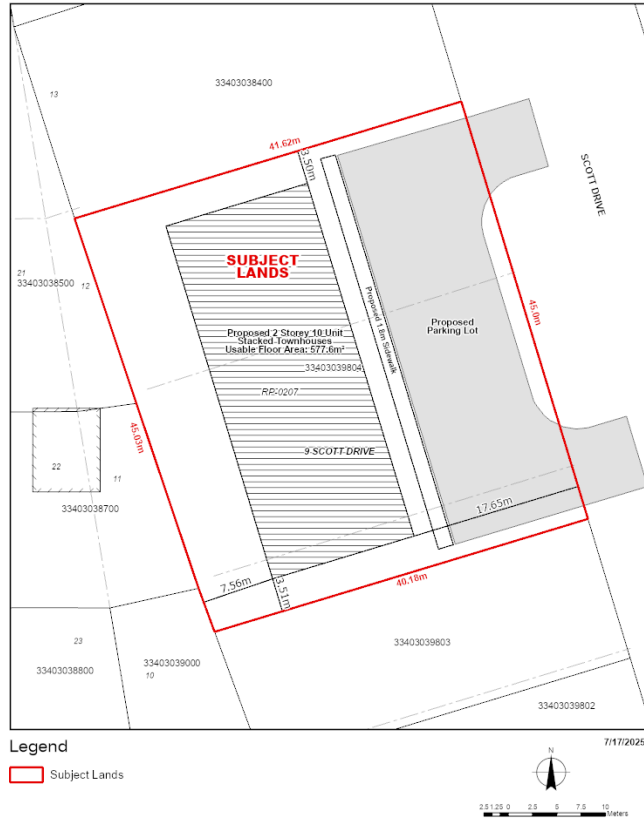 13
33403038400
41.62m
3.50m
SCOTT DRIVE
SUBJECT
LANDS
21
33403038500
12
45.0m
Proposed 2 Storey 10 Unit
Stacked Townhouses
Usable Floor Area: 577.6m²
33403039804
Proposed 1.8m Sidewalk
Proposed
Parking Lot
RP-0207
45.03m
9 SCOTT DRIVE
22
11
33403038700
17.65m
7.56m
3.51m
40.18m
23
33403038800
33403039000
10
33403039803
33403039802
Legend
7/17/2025
Subject Lands
N
2.5 1.25 0 2.5 5 7.5 10
Meters